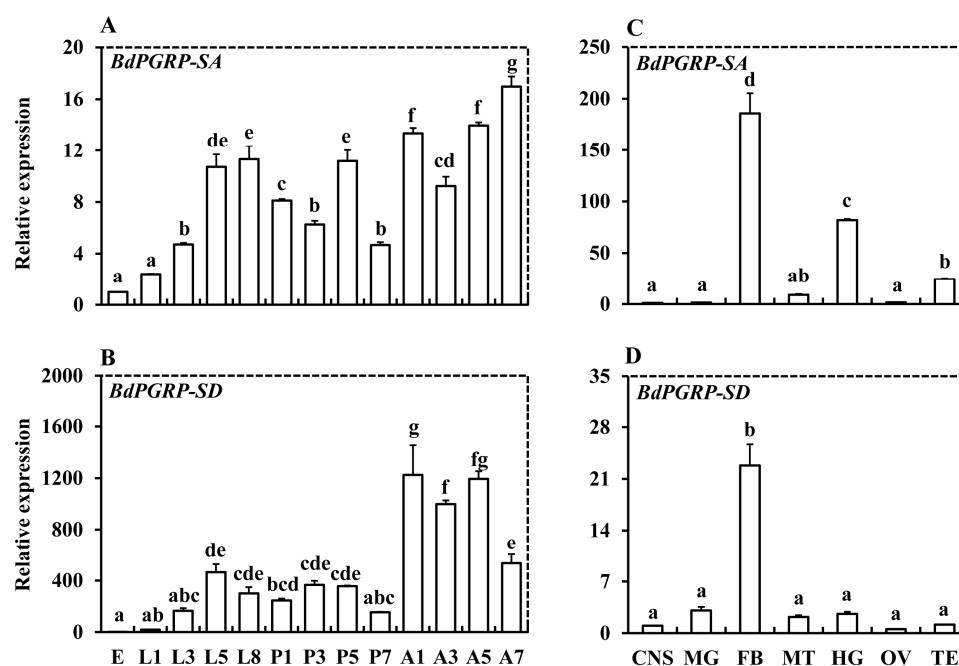 A
BdPGRP-SA
Relative expression
20
16
12
8
4
0
a a b de e c b e b f cd f g
C
BdPGRP-SA
250
200
150
100
50
0
a a d ab c a b
B
BdPGRP-SD
Relative expression
2000
1600
1200
800
400
0
a ab abc de cde bcd cde cde abc g f fg e
E L1 L3 L5 L8 P1 P3 P5 P7 A1 A3 A5 A7
D
BdPGRP-SD
35
28
21
14
7
0
a a b a a a a
CNS MG FB MT HG OV TE